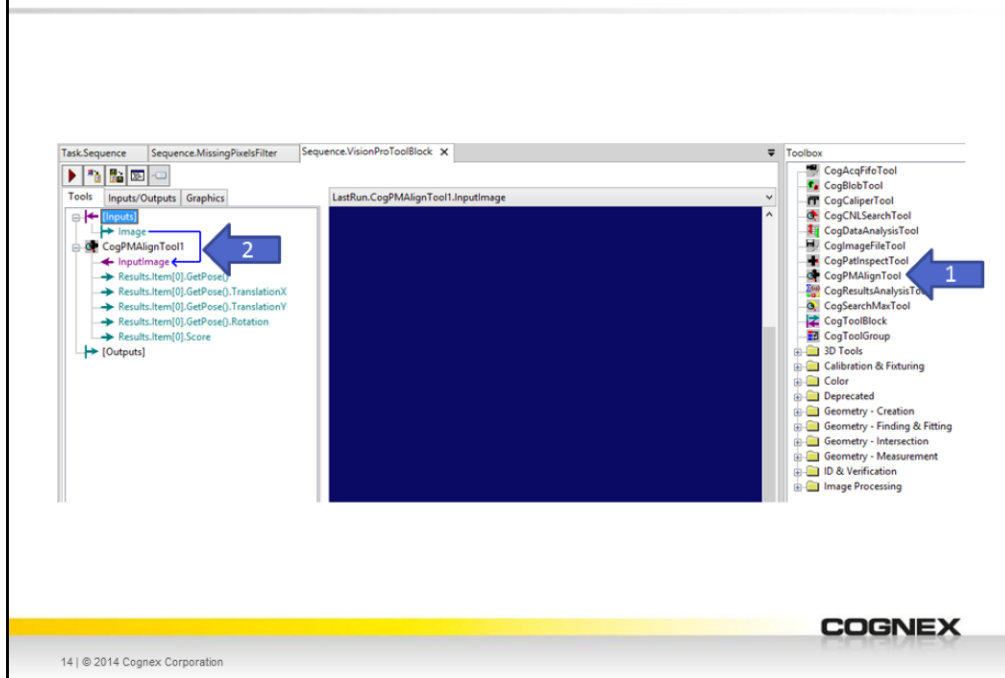 Task.Sequence Sequence.MissingPixelsFilter Sequence.VisionProToolBlock X
Tools Inputs/Outputs Graphics
[Inputs]
Image
CogPMAlignTool1
InputImage
Results.Item[0].GetPose()
Results.Item[0].GetPose().TranslationX
Results.Item[0].GetPose().TranslationY
Results.Item[0].GetPose().Rotation
Results.Item[0].Score
[Outputs]
2
LastRun.CogPMAlignTool1.InputImage
Toolbox
CogAcqFifoTool
CogBlobTool
CogCaliperTool
CogCNLSearchTool
CogDataAnalysisTool
CogImageFileTool
CogPatInspectTool
CogPMAlignTool
1
CogResultsAnalysisTo
CogSearchMaxTool
CogToolBlock
CogToolGroup
3D Tools
Calibration & Fixturing
Color
Deprecated
Geometry - Creation
Geometry - Finding & Fitting
Geometry - Intersection
Geometry - Measurement
ID & Verification
Image Processing
COGNEX
14 | © 2014 Cognex Corporation